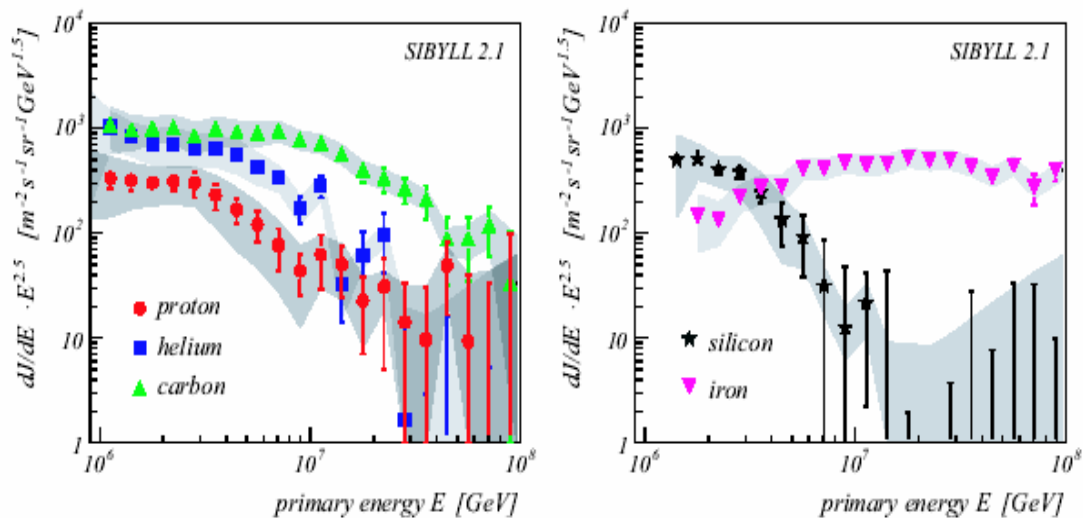 SIBYLL 2.1
dJ/dE · E^2.5 [m^-2 s^-1 sr^-1 GeV^1.5]
10^4
10^3
10^2
10
1
proton
helium
carbon
10^6
10^7
10^8
primary energy E [GeV]
SIBYLL 2.1
dJ/dE · E^2.5 [m^-2 s^-1 sr^-1 GeV^1.5]
10^4
10^3
10^2
10
1
silicon
iron
10^6
10^7
10^8
primary energy E [GeV]